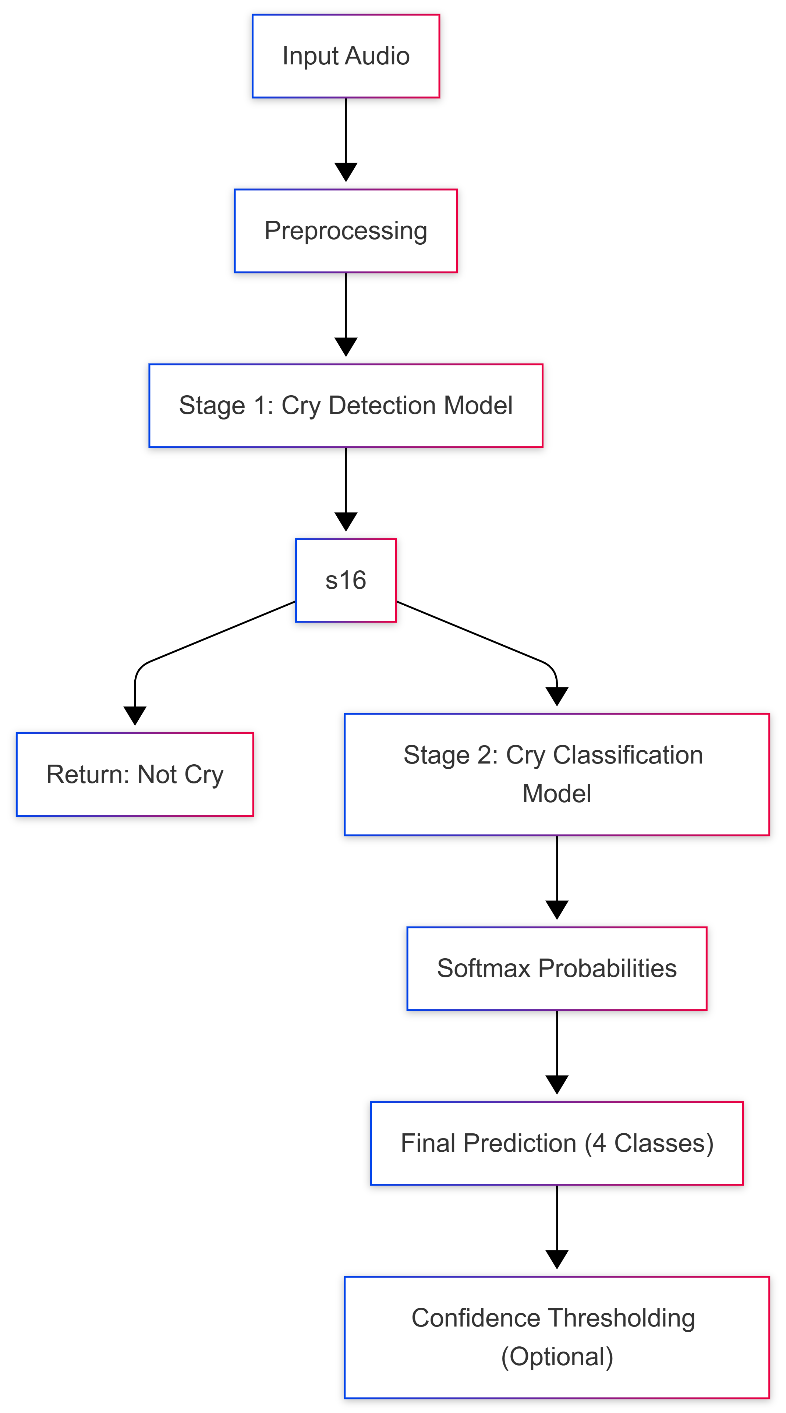 Input Audio
Preprocessing
Stage 1: Cry Detection Model
s16
Return: Not Cry
Stage 2: Cry Classification
Model
Softmax Probabilities
Final Prediction (4 Classes)
Confidence Thresholding
(Optional)